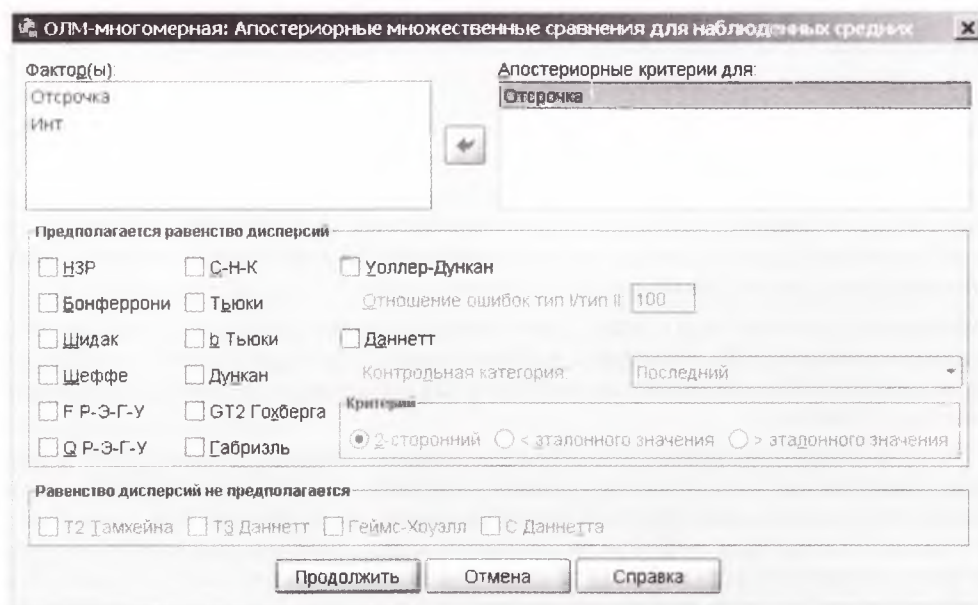 ОЛМ-многомерная: Апостериорные множественные сравнения для наблюденных средних
Фактор(ы):
Апостериорные критерии для:
Отсрочка
Инт
Отсрочка
Предполагается равенство дисперсий
НЗР
С-Н-К
Уоллер-Дункан
Бонферрони
Тьюки
Отношение ошибок тип I/тип II:
100
Шидак
b Тьюки
Даннетт
Шеффе
Дункан
Контрольная категория:
Последний
F Р-Э-Г-У
GT2 Гохберга
Критерий
Q Р-Э-Г-У
Габриэль
2-сторонний
< эталонного значения
> эталонного значения
Равенство дисперсий не предполагается
T2 Тамхейна
T3 Даннетт
Геймс-Хоуэлл
C Даннетта
Продолжить
Отмена
Справка